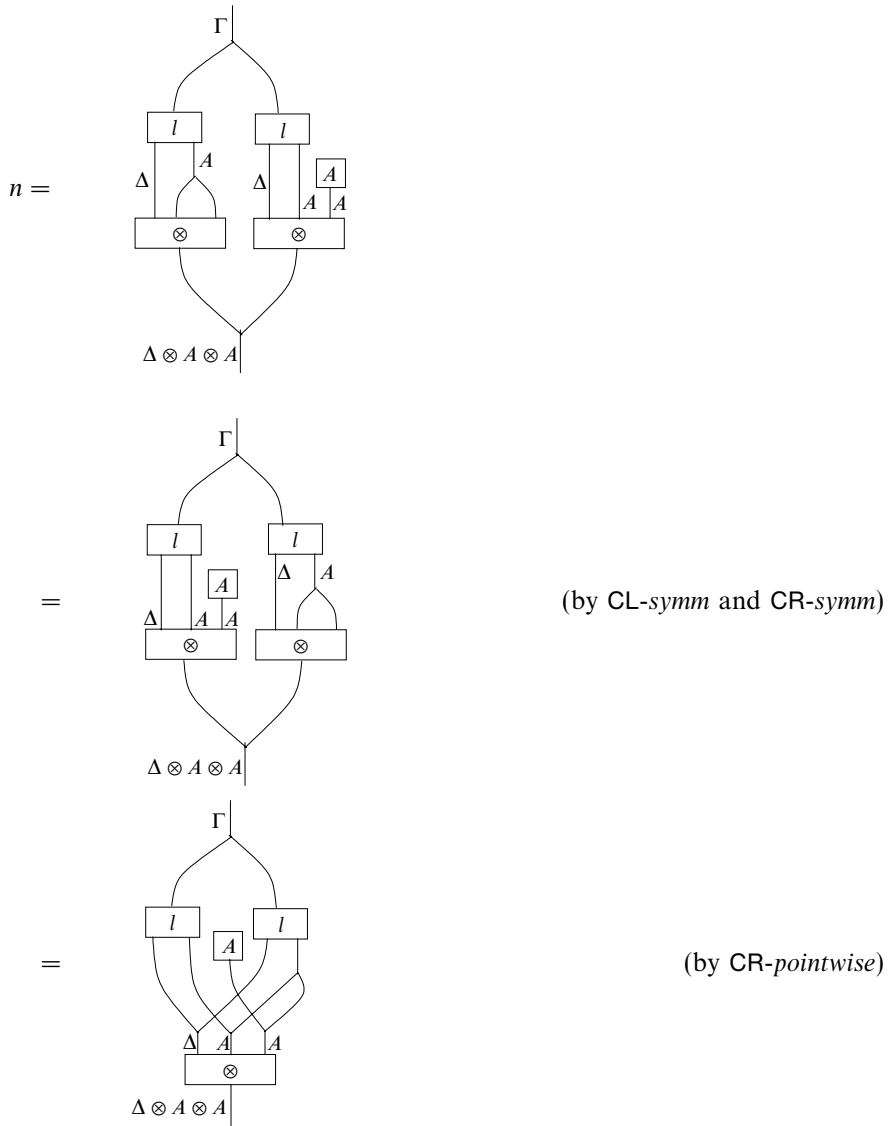 Γ
l l
A A
Δ Δ
n = A A
⊗ ⊗
Δ ⊗ A ⊗ A
Γ
l l
A Δ A
= Δ A A (by CL-symm and CR-symm)
⊗ ⊗
Δ ⊗ A ⊗ A
Γ
l l
A
= (by CR-pointwise)
Δ A A
⊗
Δ ⊗ A ⊗ A